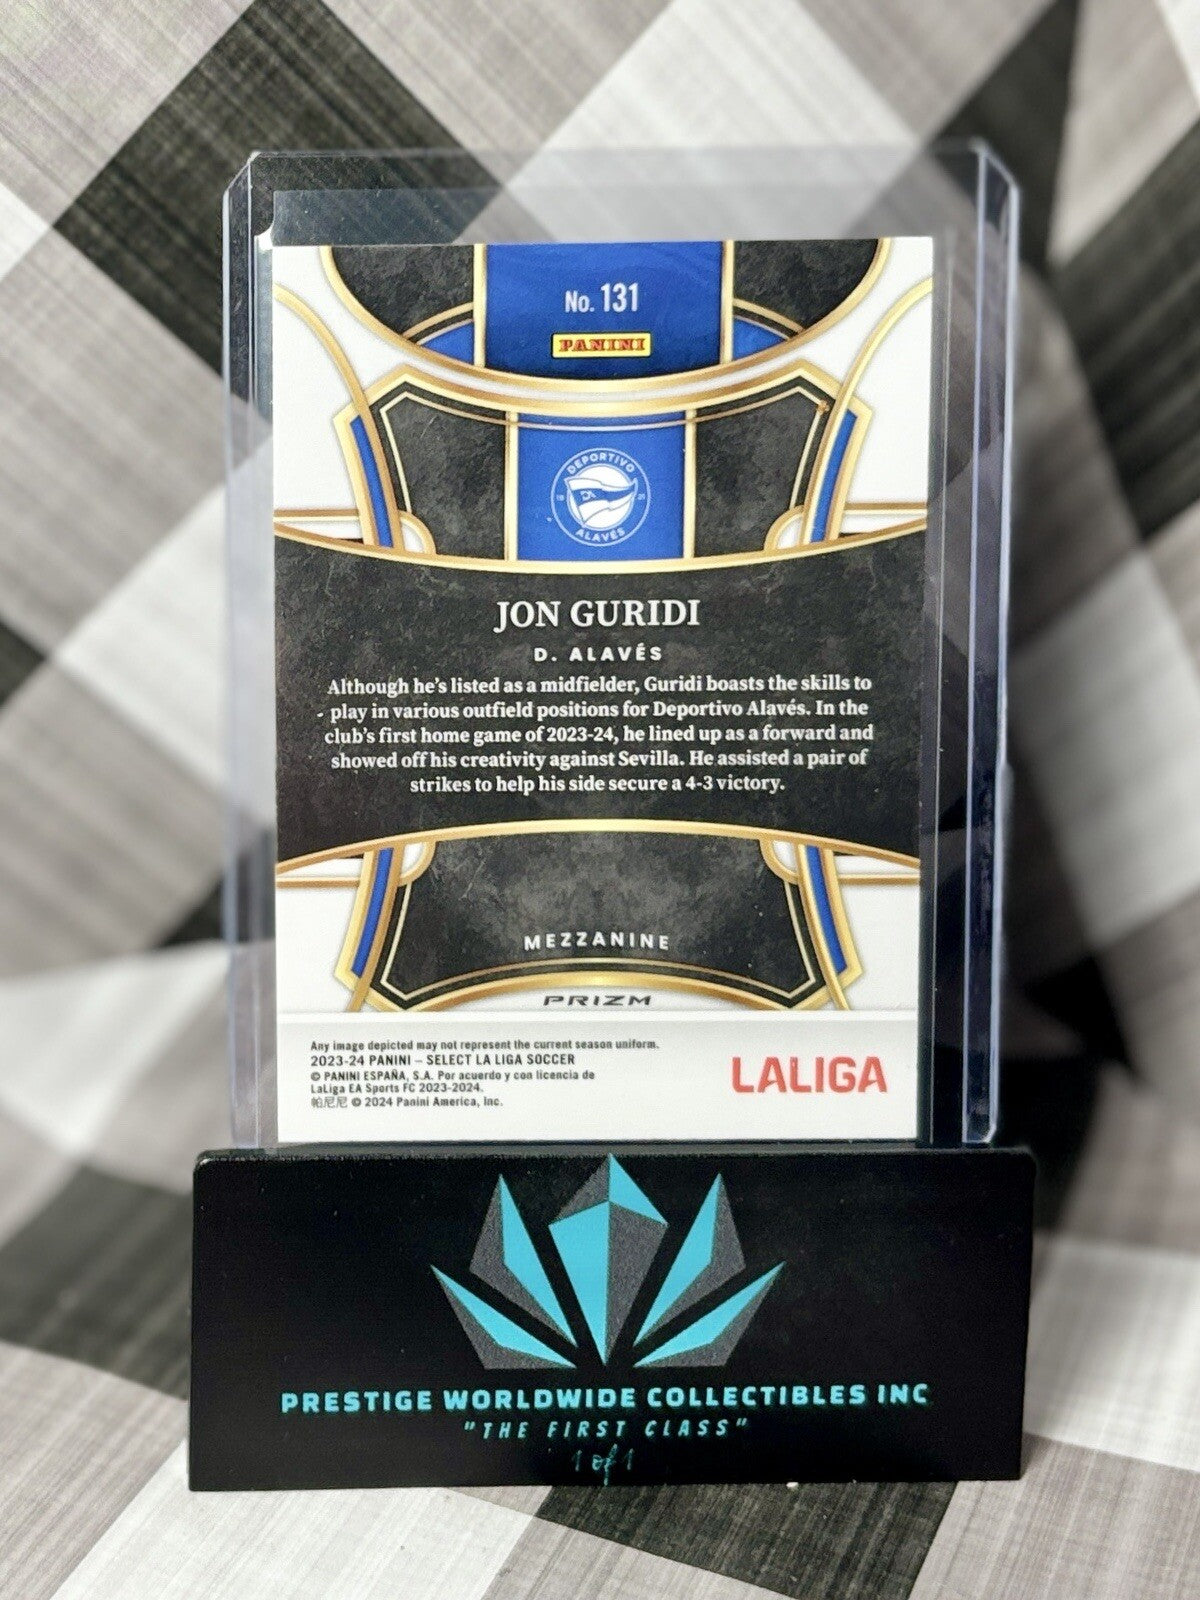 No. 131
PANINI
DEPORTIVO
19 21
ALAVÉS
JON GURIDI
D. ALAVÉS
Although he's listed as a midfielder, Guridi boasts the skills to
play in various outfield positions for Deportivo Alavés. In the
club's first home game of 2023-24, he lined up as a forward and
showed off his creativity against Sevilla. He assisted a pair of
strikes to help his side secure a 4-3 victory.
MEZZANINE
PRIZM
Any image depicted may not represent the current season uniform.
2023-24 PANINI – SELECT LA LIGA SOCCER
© PANINI ESPAÑA, S.A. Por acuerdo y con licencia de
LaLiga EA Sports FC 2023-2024.
帕尼尼 © 2024 Panini America, Inc.
LALIGA
PRESTIGE WORLDWIDE COLLECTIBLES INC
"THE FIRST CLASS"
1 of 1